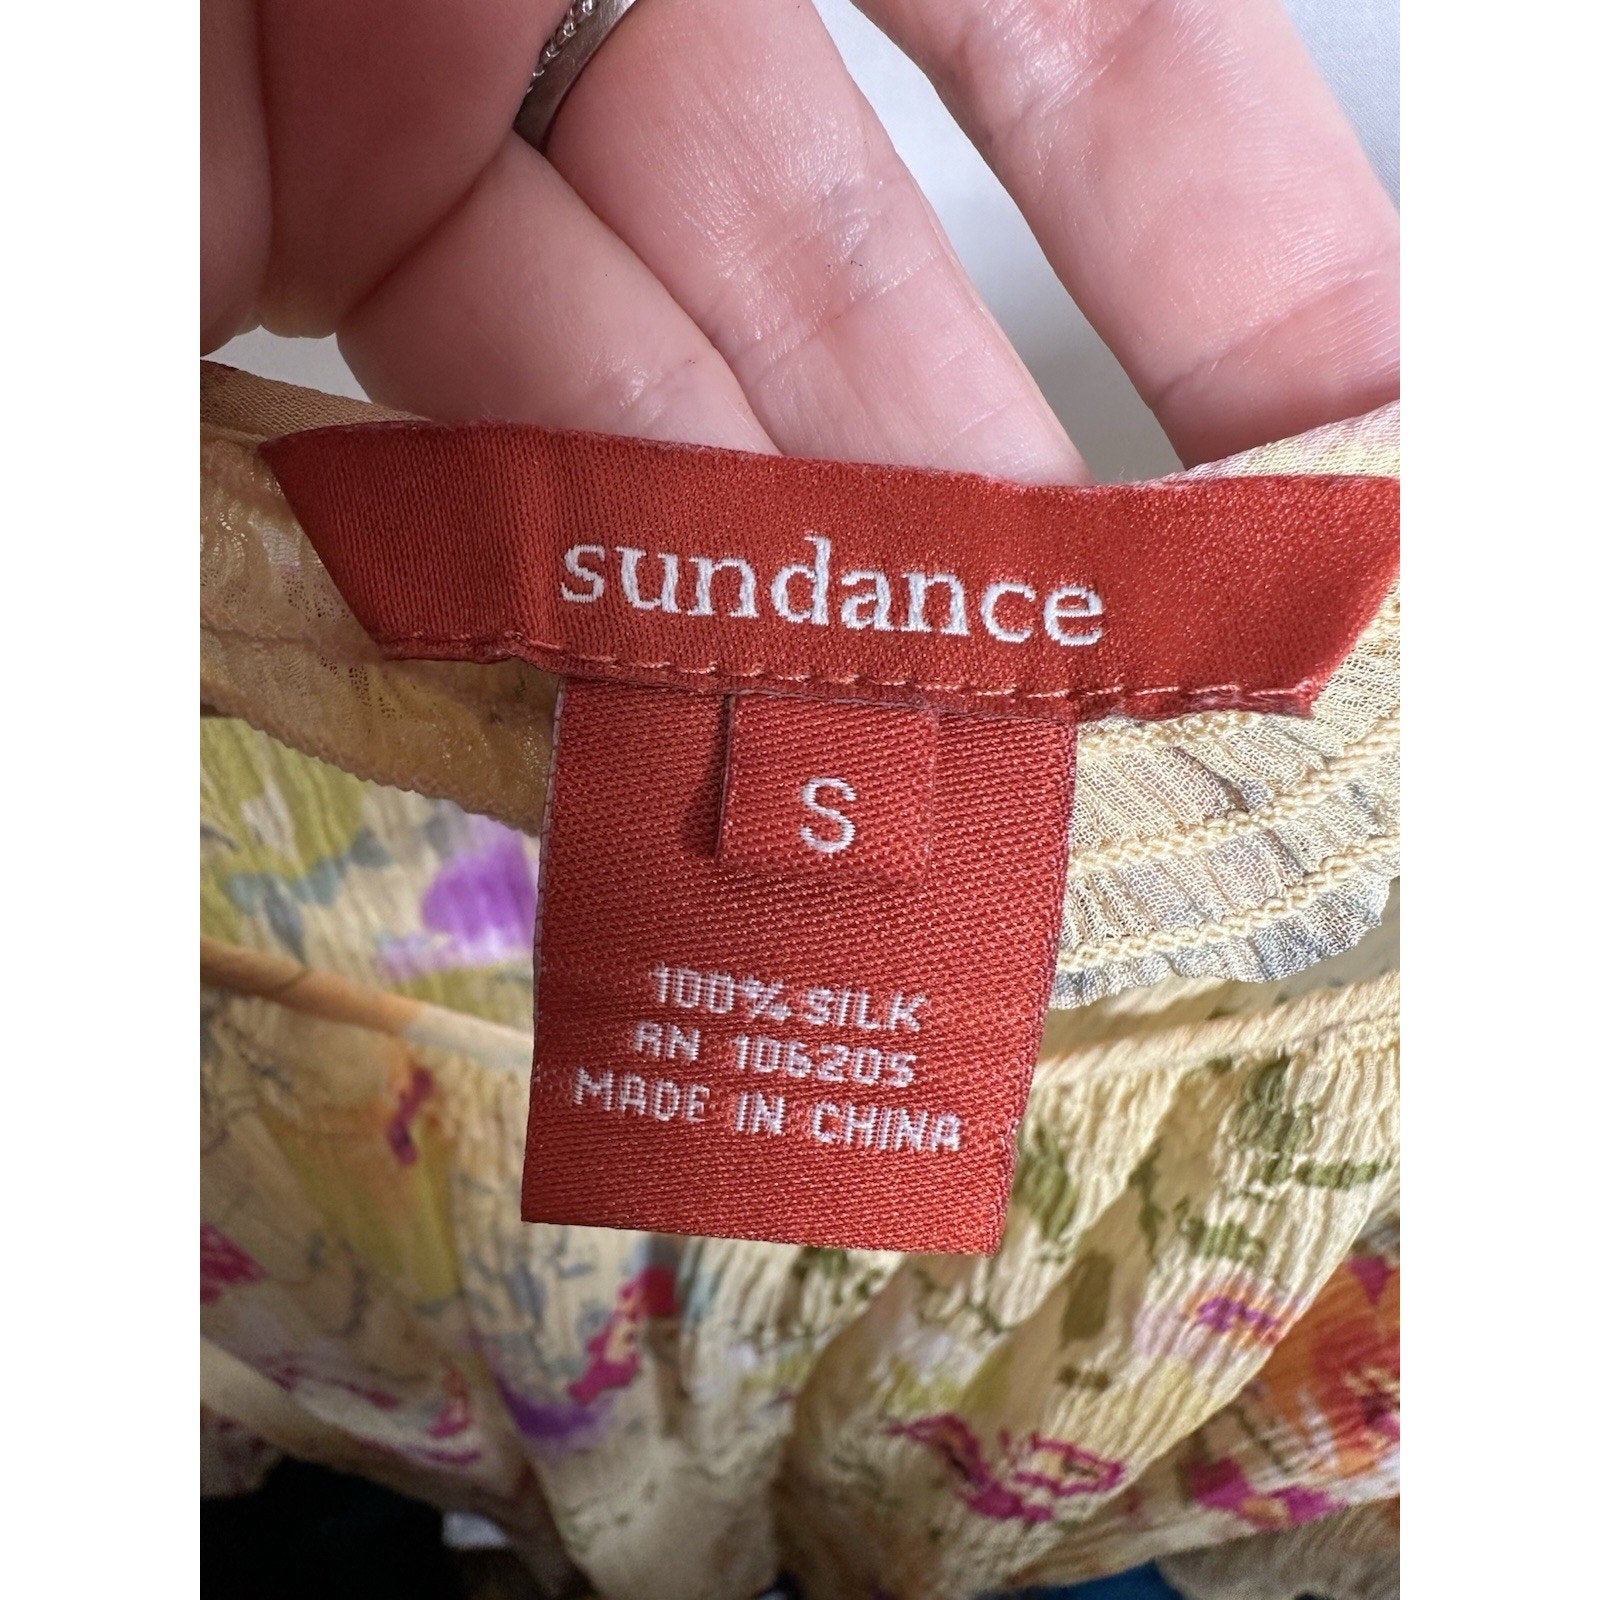 sundance
S
100% SILK
RN 106205
MADE IN CHINA